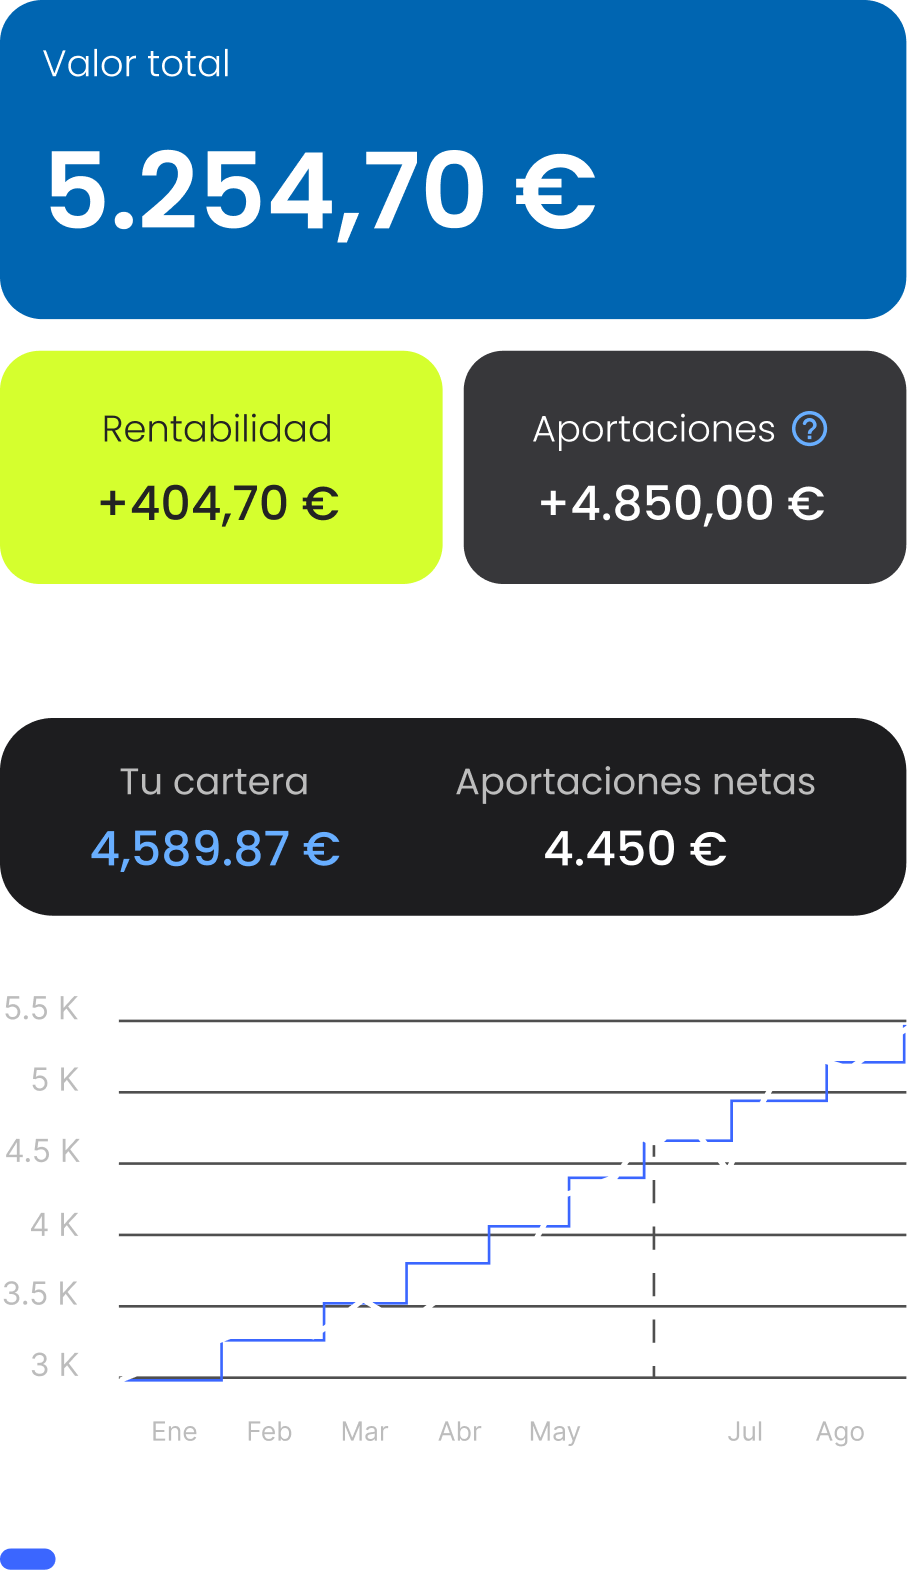 Valor total
5.254,70 €
Rentabilidad
+404,70 €
Aportaciones ?
+4.850,00 €
Tu cartera
4,589.87 €
Aportaciones netas
4.450 €
5.5 K
5 K
4.5 K
4 K
3.5 K
3 K
Ene Feb Mar Abr May Jul Ago